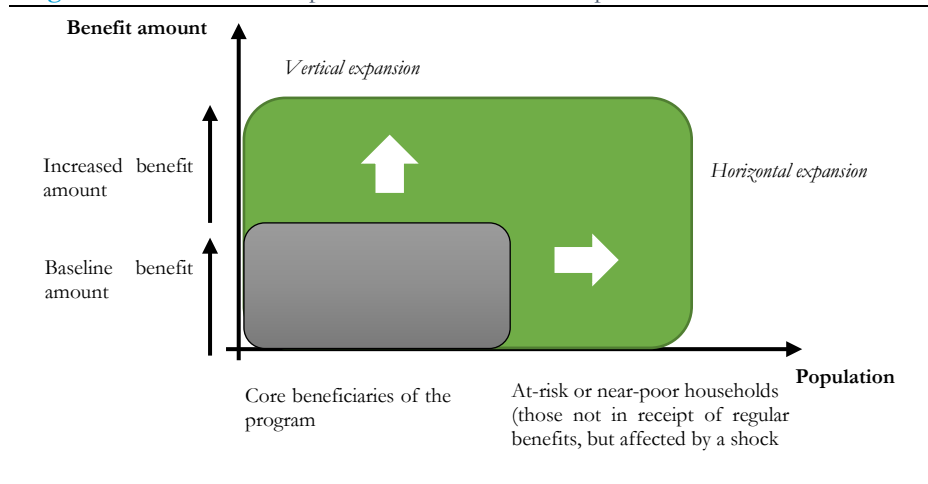 Benefit amount
Vertical expansion
Increased benefit
amount
Horizontal expansion
Baseline benefit
amount
Population
Core beneficiaries of the
program
At-risk or near-poor households
(those not in receipt of regular
benefits, but affected by a shock